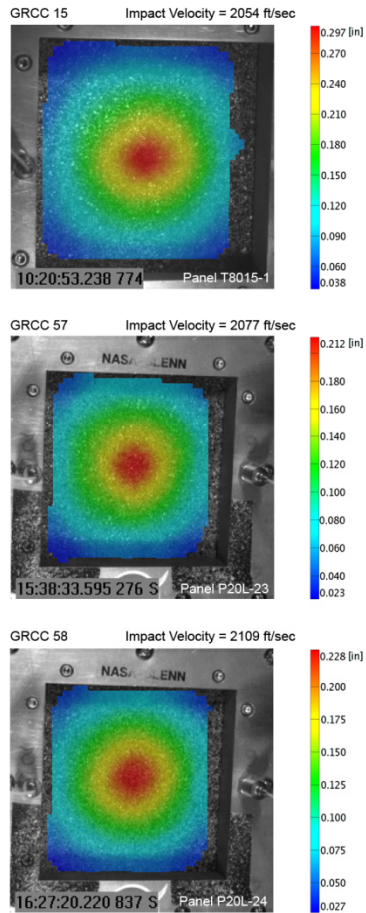 GRCC 15 Impact Velocity = 2054 ft/sec
0.297 [in]
0.270
0.240
0.210
0.180
0.150
0.120
0.090
0.060
0.038
10:20:53.238 774 Panel T8015-1
GRCC 57 Impact Velocity = 2077 ft/sec
NASA GLENN
0.212 [in]
0.180
0.160
0.140
0.120
0.100
0.080
0.060
0.040
0.023
15:38:33.595 276 S Panel P20L-23
GRCC 58 Impact Velocity = 2109 ft/sec
NASA GLENN
0.228 [in]
0.200
0.175
0.150
0.125
0.100
0.075
0.050
0.027
16:27:20.220 837 S Panel P20L-24